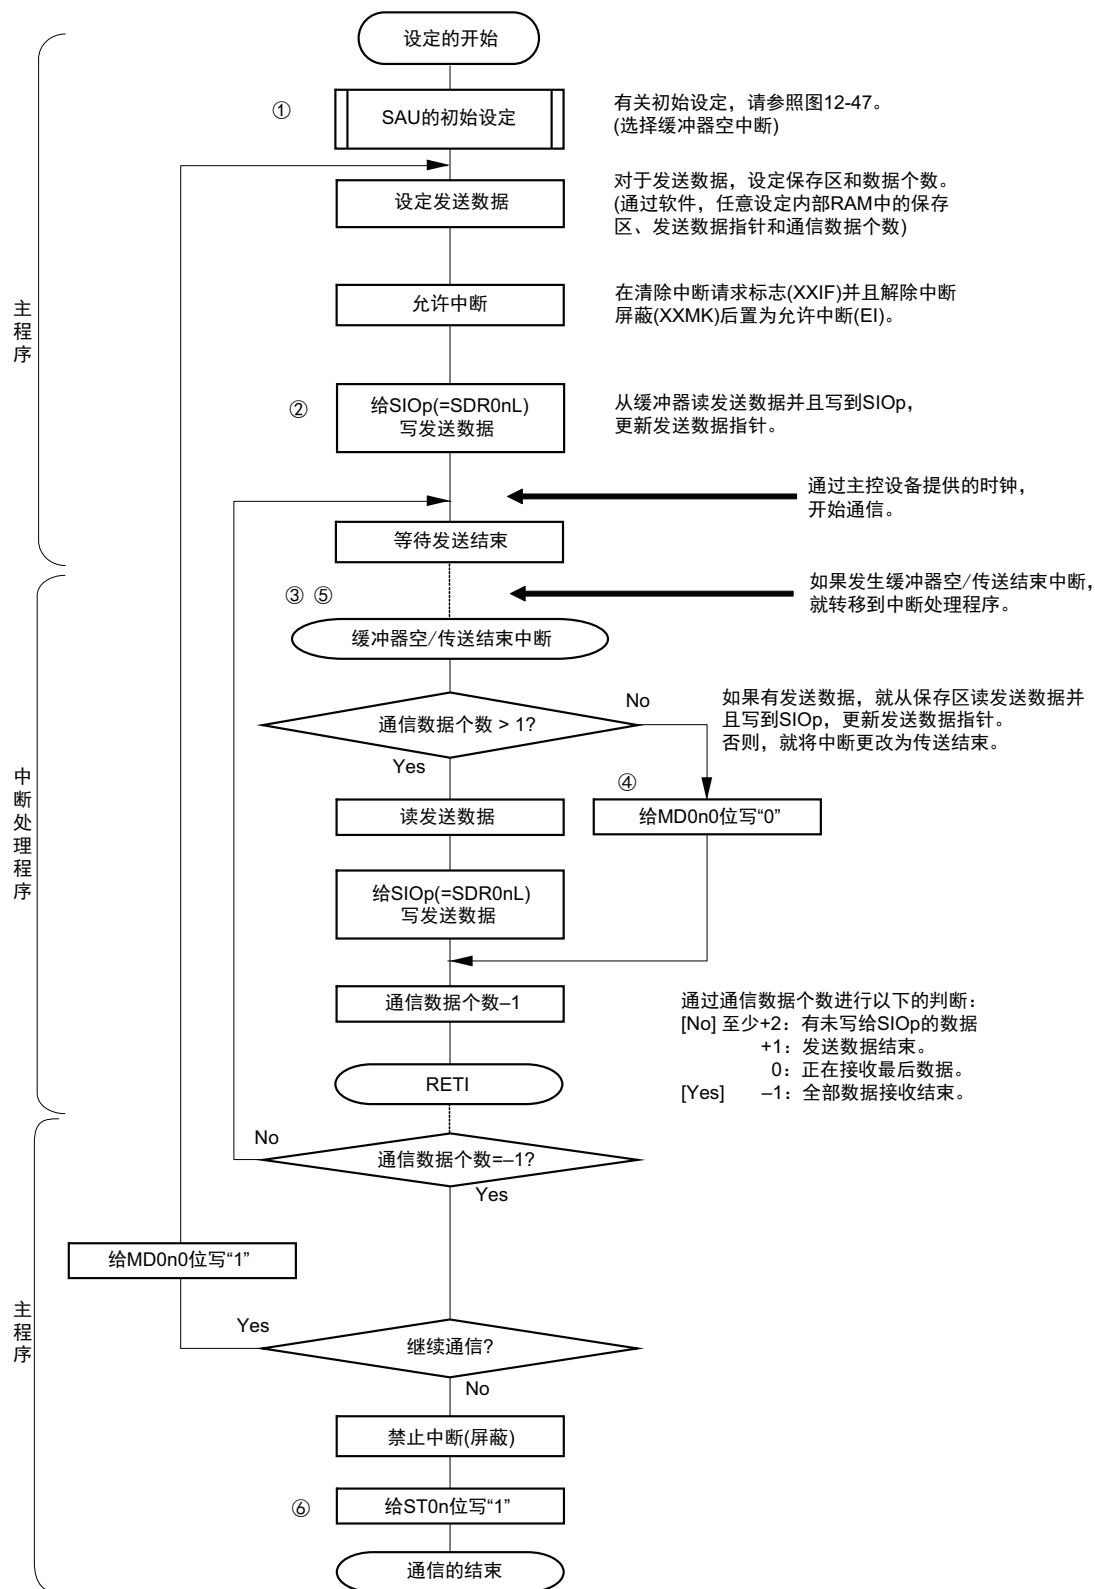 设定的开始
①
SAU的初始设定
有关初始设定，请参照图12-47。
(选择缓冲器空中断)
设定发送数据
对于发送数据，设定保存区和数据个数。
(通过软件，任意设定内部RAM中的保存
区、发送数据指针和通信数据个数)
主程序
允许中断
在清除中断请求标志(XXIF)并且解除中断
屏蔽(XXMK)后置为允许中断(EI)。
②
给SIOp(=SDR0nL)
写发送数据
从缓冲器读发送数据并且写到SIOp，
更新发送数据指针。
通过主控设备提供的时钟，
开始通信。
等待发送结束
③ ⑤
如果发生缓冲器空/传送结束中断，
就转移到中断处理程序。
缓冲器空/传送结束中断
通信数据个数 > 1?
No
Yes
如果有发送数据，就从保存区读发送数据并
且写到SIOp，更新发送数据指针。
否则，就将中断更改为传送结束。
中断处理程序
④
读发送数据
给MD0n0位写“0”
给SIOp(=SDR0nL)
写发送数据
通信数据个数–1
通过通信数据个数进行以下的判断：
[No] 至少+2：有未写给SIOp的数据
+1：发送数据结束。
0：正在接收最后数据。
[Yes] –1：全部数据接收结束。
RETI
No
通信数据个数=–1?
Yes
给MD0n0位写“1”
主程序
Yes
继续通信?
No
禁止中断(屏蔽)
⑥
给ST0n位写“1”
通信的结束